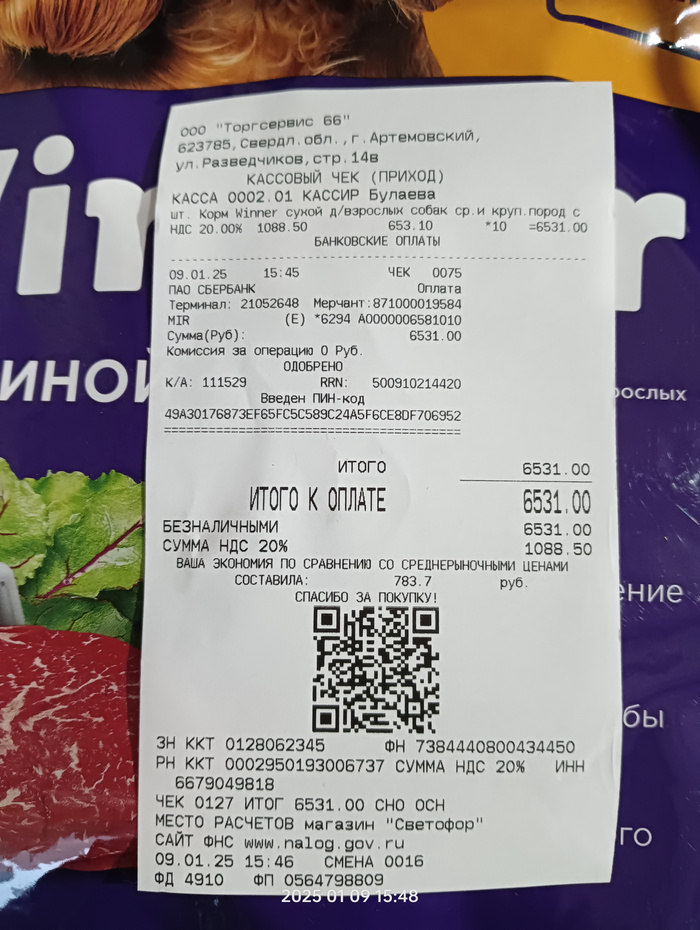 ООО "Торгсервис 66"
623785,Свердл.обл.,г.Артемовский,
ул.Разведчиков,стр.14в
КАССОВЫЙ ЧЕК (ПРИХОД)
КАССА 0002.01 КАССИР Булаева
шт. Корм Winner сухой д/взрослых собак ср.и круп.пород с
НДС 20.00% 1088.50 653.10 *10 =6531.00
БАНКОВСКИЕ ОПЛАТЫ
09.01.25 15:45 ЧЕК 0075
ПАО СБЕРБАНК Оплата
Терминал: 21052648 Мерчант:871000019584
MIR (E) *6294 A0000006581010
Сумма(Руб): 6531.00
Комиссия за операцию 0 Руб.
ОДОБРЕНО
К/А: 111529 RRN: 500910214420
Введен ПИН-код
49A30176873EF65FC5C589C24A5F6CE8DF706952
========================================
ИТОГО 6531.00
ИТОГО К ОПЛАТЕ 6531.00
БЕЗНАЛИЧНЫМИ 6531.00
СУММА НДС 20% 1088.50
ВАША ЭКОНОМИЯ ПО СРАВНЕНИЮ СО СРЕДНЕРЫНОЧНЫМИ ЦЕНАМИ
СОСТАВИЛА: 783.7 руб.
СПАСИБО ЗА ПОКУПКУ!
ЗН ККТ 0128062345 ФН 7384440800434450
РН ККТ 0002950193006737 СУММА НДС 20% ИНН
6679049818
ЧЕК 0127 ИТОГ 6531.00 СНО ОСН
МЕСТО РАСЧЕТОВ магазин "Светофор"
САЙТ ФНС www.nalog.gov.ru
09.01.25 15:46 СМЕНА 0016
ФД 4910 ФП 0564798809
2025 01 09 15:48